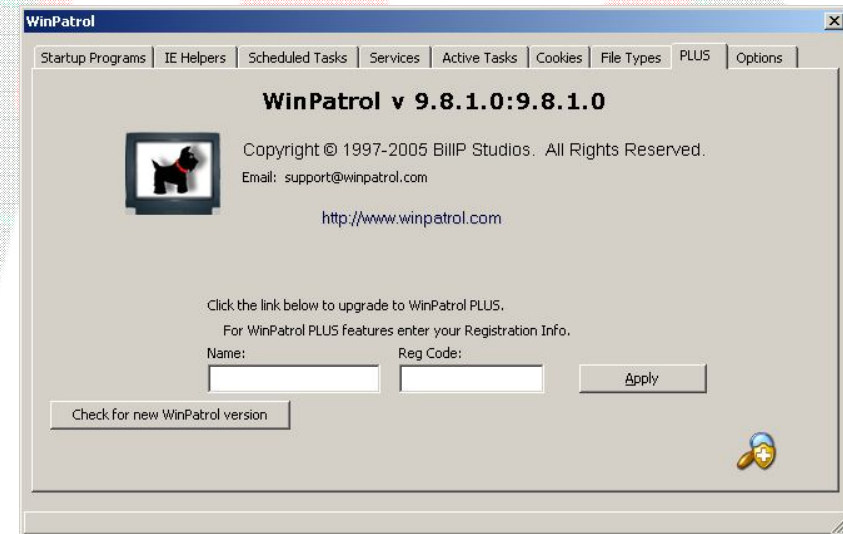 WinPatrol
Startup Programs IE Helpers Scheduled Tasks Services Active Tasks Cookies File Types PLUS Options
WinPatrol v 9.8.1.0:9.8.1.0
Copyright © 1997-2005 BillP Studios. All Rights Reserved.
Email: support@winpatrol.com
http://www.winpatrol.com
Click the link below to upgrade to WinPatrol PLUS.
For WinPatrol PLUS features enter your Registration Info.
Name: Reg Code:
Apply
Check for new WinPatrol version